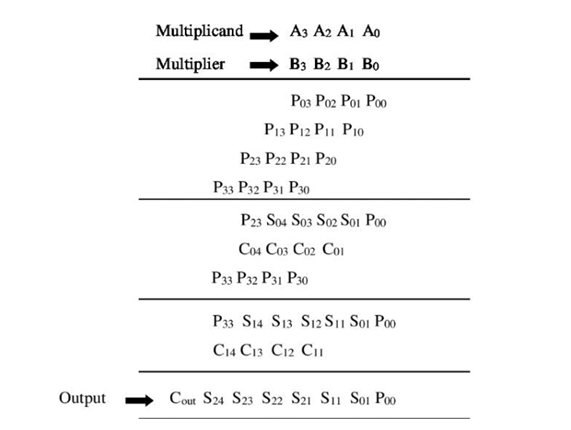 Multiplicand A₃ A₂ A₁ A₀
Multiplier B₃ B₂ B₁ B₀
P₀₃ P₀₂ P₀₁ P₀₀
P₁₃ P₁₂ P₁₁ P₁₀
P₂₃ P₂₂ P₂₁ P₂₀
P₃₃ P₃₂ P₃₁ P₃₀
P₂₃ S₀₄ S₀₃ S₀₂ S₀₁ P₀₀
C₀₄ C₀₃ C₀₂ C₀₁
P₃₃ P₃₂ P₃₁ P₃₀
P₃₃ S₁₄ S₁₃ S₁₂ S₁₁ S₀₁ P₀₀
C₁₄ C₁₃ C₁₂ C₁₁
Output Cout S₂₄ S₂₃ S₂₂ S₂₁ S₁₁ S₀₁ P₀₀